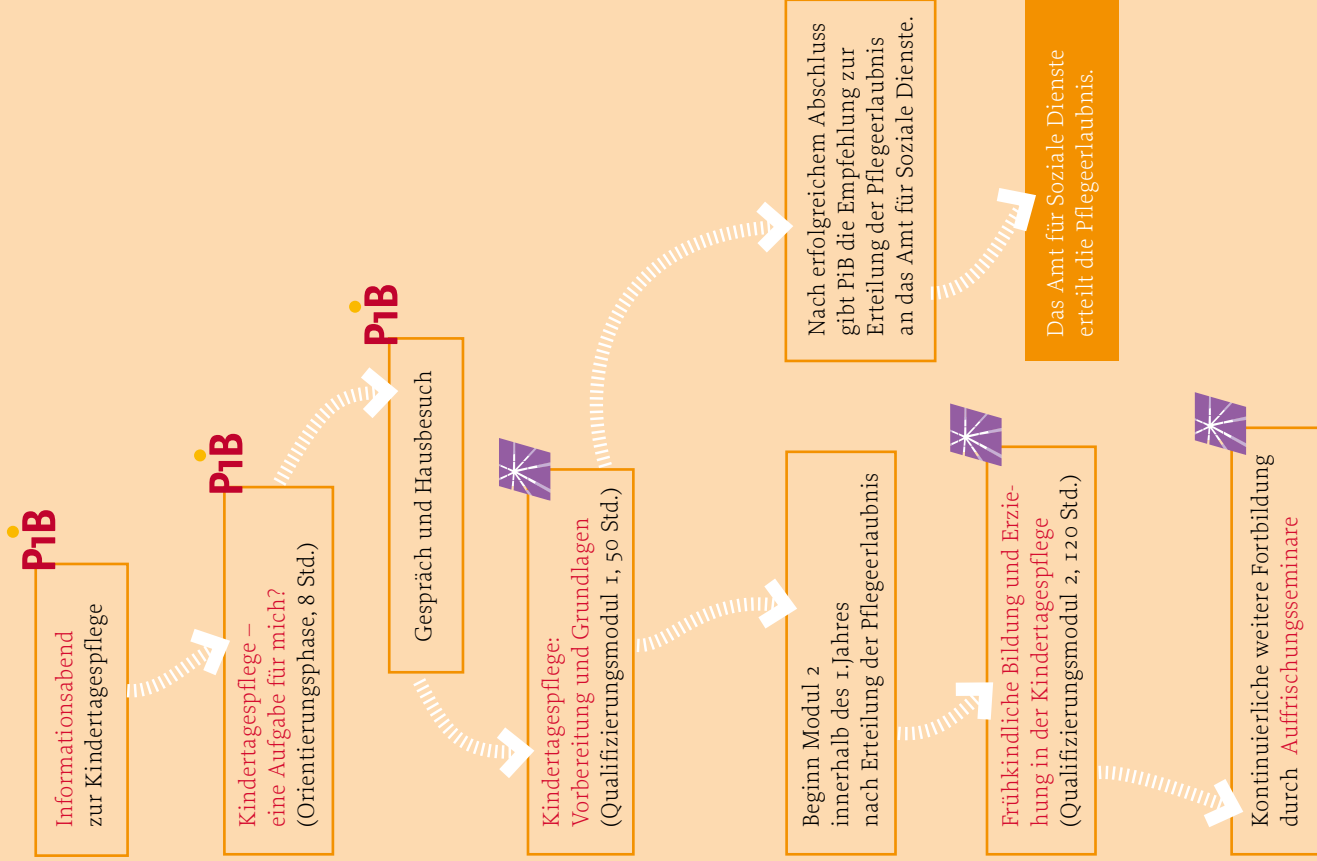 PiB
Informationsabend
zur Kindertagespflege
PiB
Kindertagespflege –
eine Aufgabe für mich?
(Orientierungsphase, 8 Std.)
PiB
Gespräch und Hausbesuch
Kindertagespflege:
Vorbereitung und Grundlagen
(Qualifizierungsmodul 1, 50 Std.)
Nach erfolgreichem Abschluss
gibt PiB die Empfehlung zur
Erteilung der Pflegeerlaubnis
an das Amt für Soziale Dienste.
Das Amt für Soziale Dienste
erteilt die Pflegeerlaubnis.
Beginn Modul 2
innerhalb des 1.Jahres
nach Erteilung der Pflegeerlaubnis
Frühkindliche Bildung und Erzie-
hung in der Kindertagespflege
(Qualifizierungsmodul 2, 120 Std.)
Kontinuierliche weitere Fortbildung
durch Auffrischungsseminare